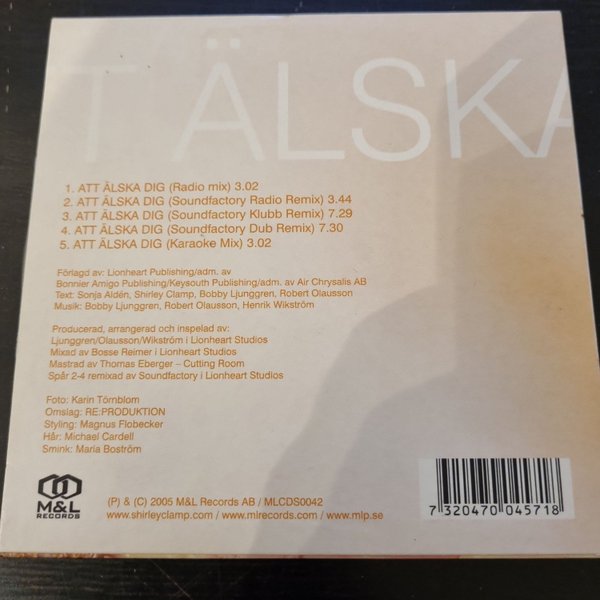 T ÄLSKA
1. ATT ÄLSKA DIG (Radio mix) 3.02
2. ATT ÄLSKA DIG (Soundfactory Radio Remix) 3.44
3. ATT ÄLSKA DIG (Soundfactory Klubb Remix) 7.29
4. ATT ÄLSKA DIG (Soundfactory Dub Remix) 7.30
5. ATT ÄLSKA DIG (Karaoke Mix) 3.02
Förlagd av: Lionheart Publishing/adm. av
Bonnier Amigo Publishing/Keysouth Publishing/adm. av Air Chrysalis AB
Text: Sonja Aldén, Shirley Clamp, Bobby Ljunggren, Robert Olausson
Musik: Bobby Ljunggren, Robert Olausson, Henrik Wikström
Producerad, arrangerad och inspelad av:
Ljunggren/Olausson/Wikström i Lionheart Studios
Mixad av Bosse Reimer i Lionheart Studios
Mastrad av Thomas Eberger – Cutting Room
Spår 2-4 remixad av Soundfactory i Lionheart Studios
Foto: Karin Törnblom
Omslag: RE:PRODUKTION
Styling: Magnus Flobecker
Hår: Michael Cardell
Smink: Maria Boström
M&L
RECORDS
(P) & (C) 2005 M&L Records AB / MLCDS0042
www.shirleyclamp.com / www.mlrecords.com / www.mlp.se
7 320470 045718